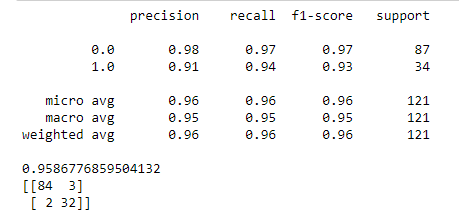 precision recall f1-score support
0.0 0.98 0.97 0.97 87
1.0 0.91 0.94 0.93 34
micro avg 0.96 0.96 0.96 121
macro avg 0.95 0.95 0.95 121
weighted avg 0.96 0.96 0.96 121
0.9586776859504132
[[84 3]
[ 2 32]]